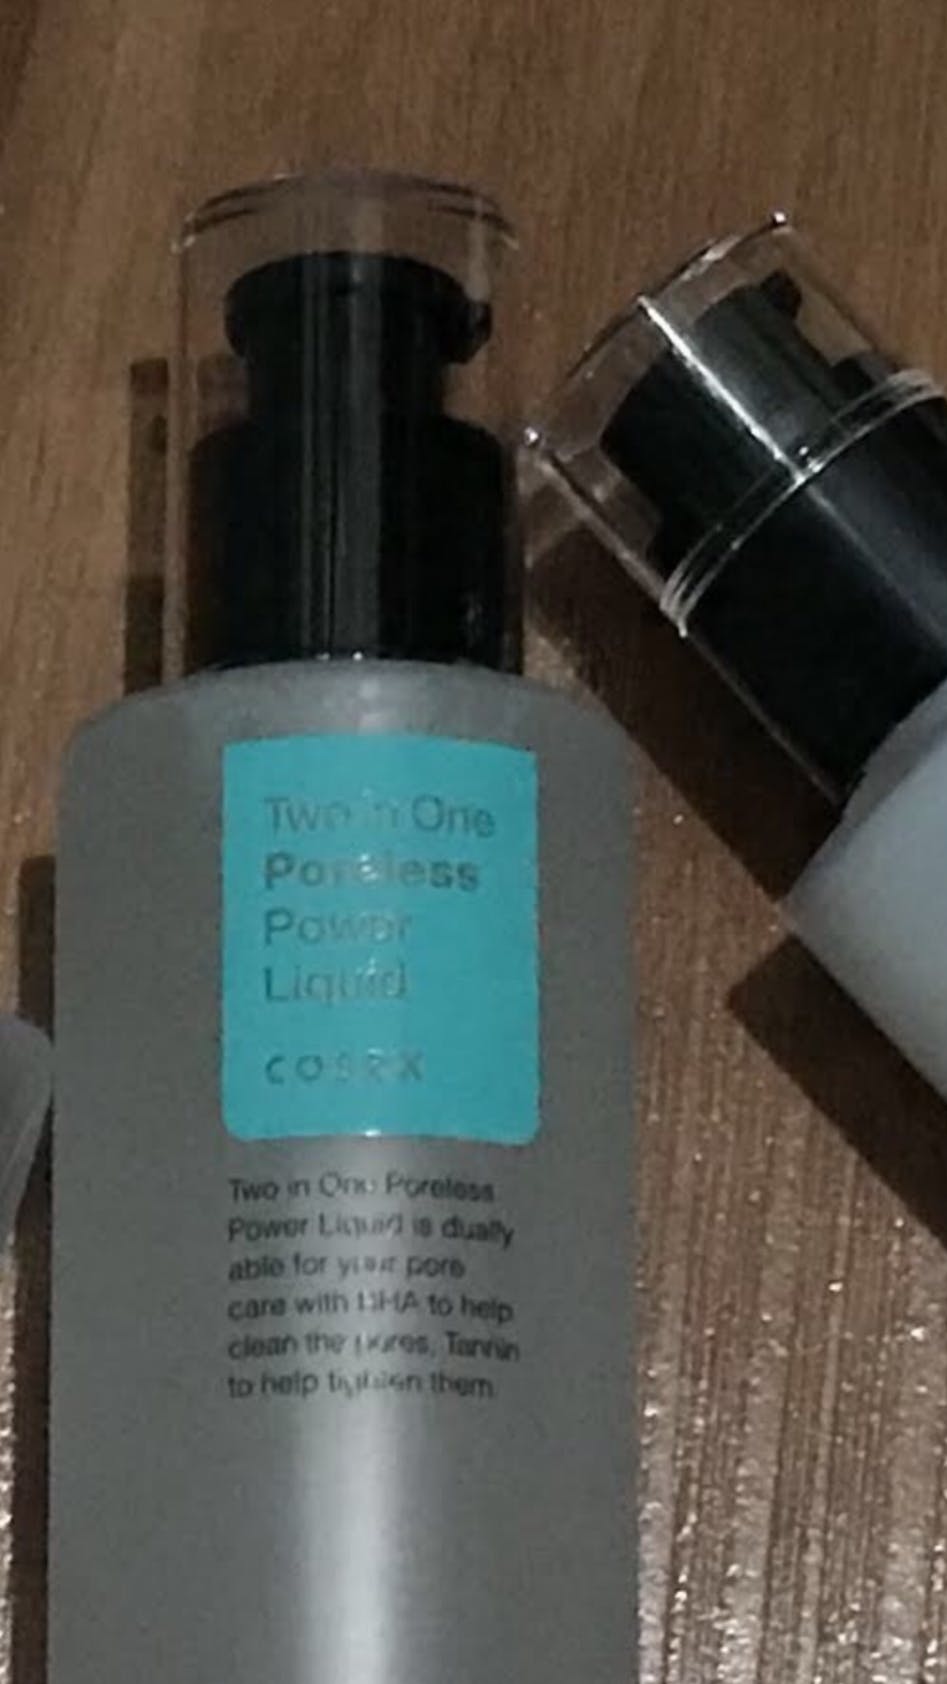 Two in One
Poreless
Power
Liquid
COSRX
Two in One Poreless
Power Liquid is dually
able for your pore
care with BHA to help
clean the pores, Tannin
to help tighten them